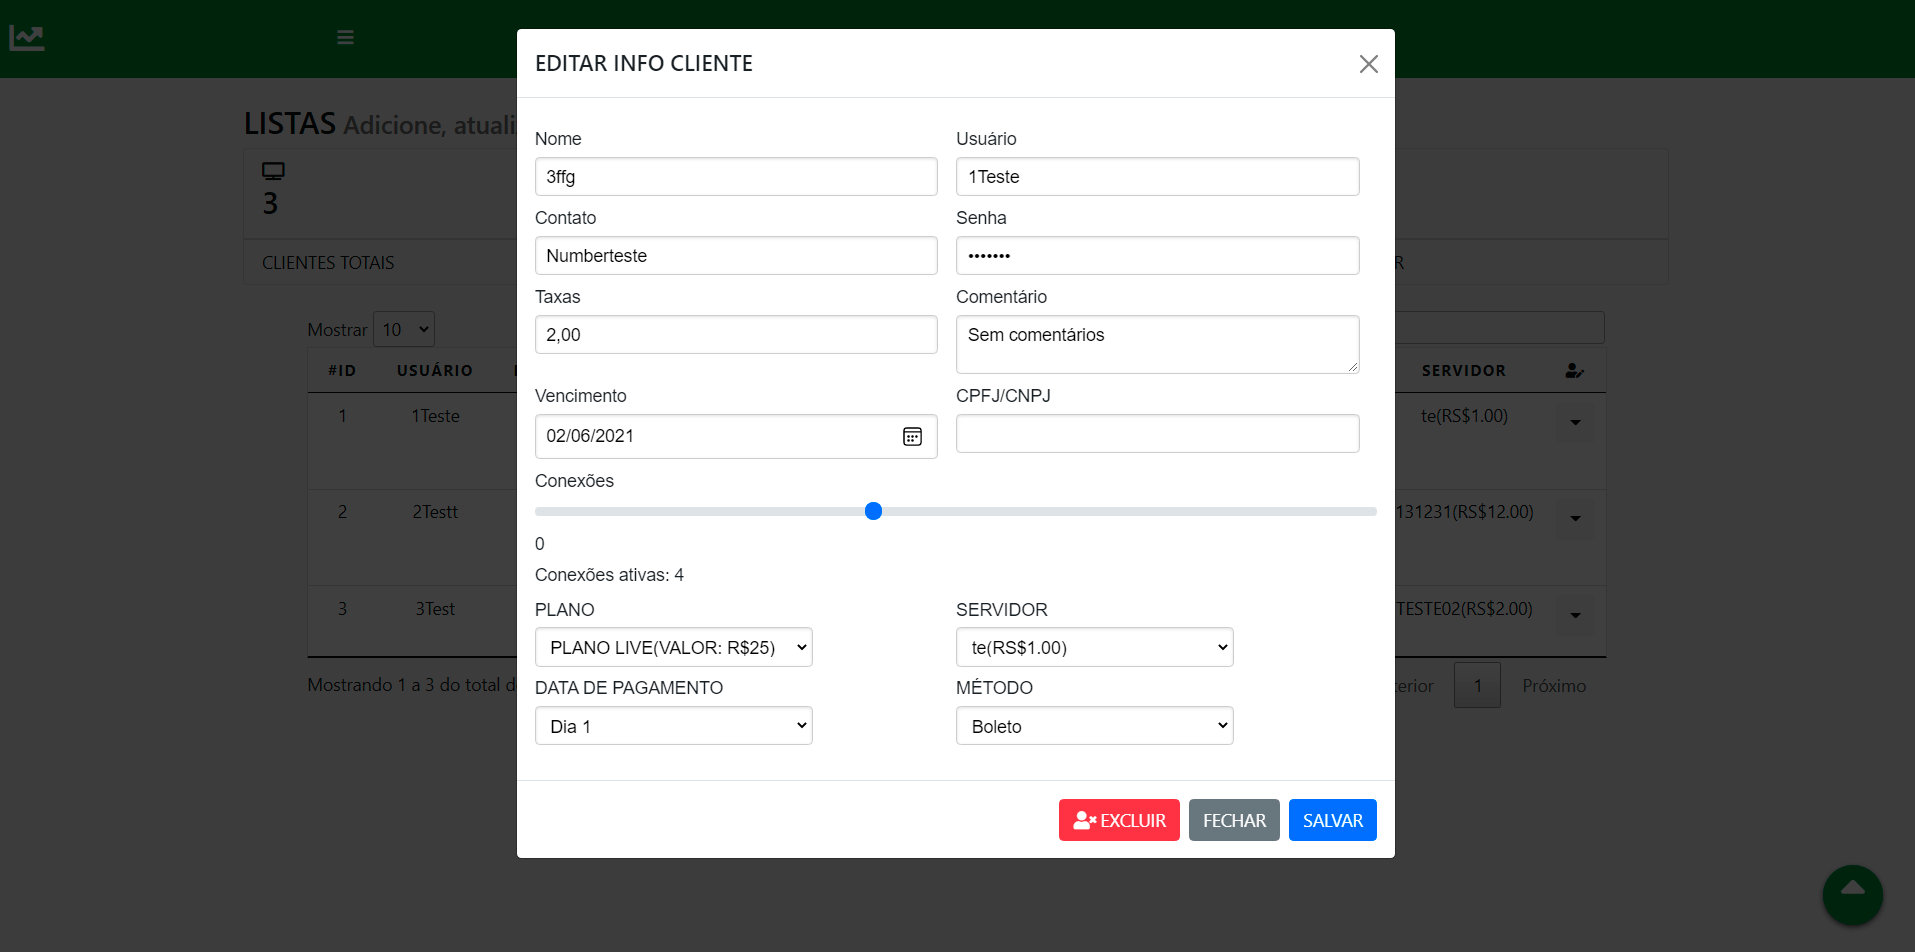 EDITAR INFO CLIENTE
LISTAS Adicione, atuali
3
CLIENTES TOTAIS
R
Nome
Usuário
3ffg
1Teste
Contato
Senha
Numberteste
•••••••
Taxas
Comentário
2,00
Sem comentários
Vencimento
CPFJ/CNPJ
02/06/2021
Conexões
0
Conexões ativas: 4
PLANO
SERVIDOR
PLANO LIVE(VALOR: R$25)
te(RS$1.00)
DATA DE PAGAMENTO
MÉTODO
Dia 1
Boleto
EXCLUIR
FECHAR
SALVAR
Mostrar 10
#ID USUÁRIO SERVIDOR
1 1Teste te(RS$1.00)
2 2Testt 131231(RS$12.00)
3 3Test TESTE02(RS$2.00)
Mostrando 1 a 3 do total d
erior 1 Próximo